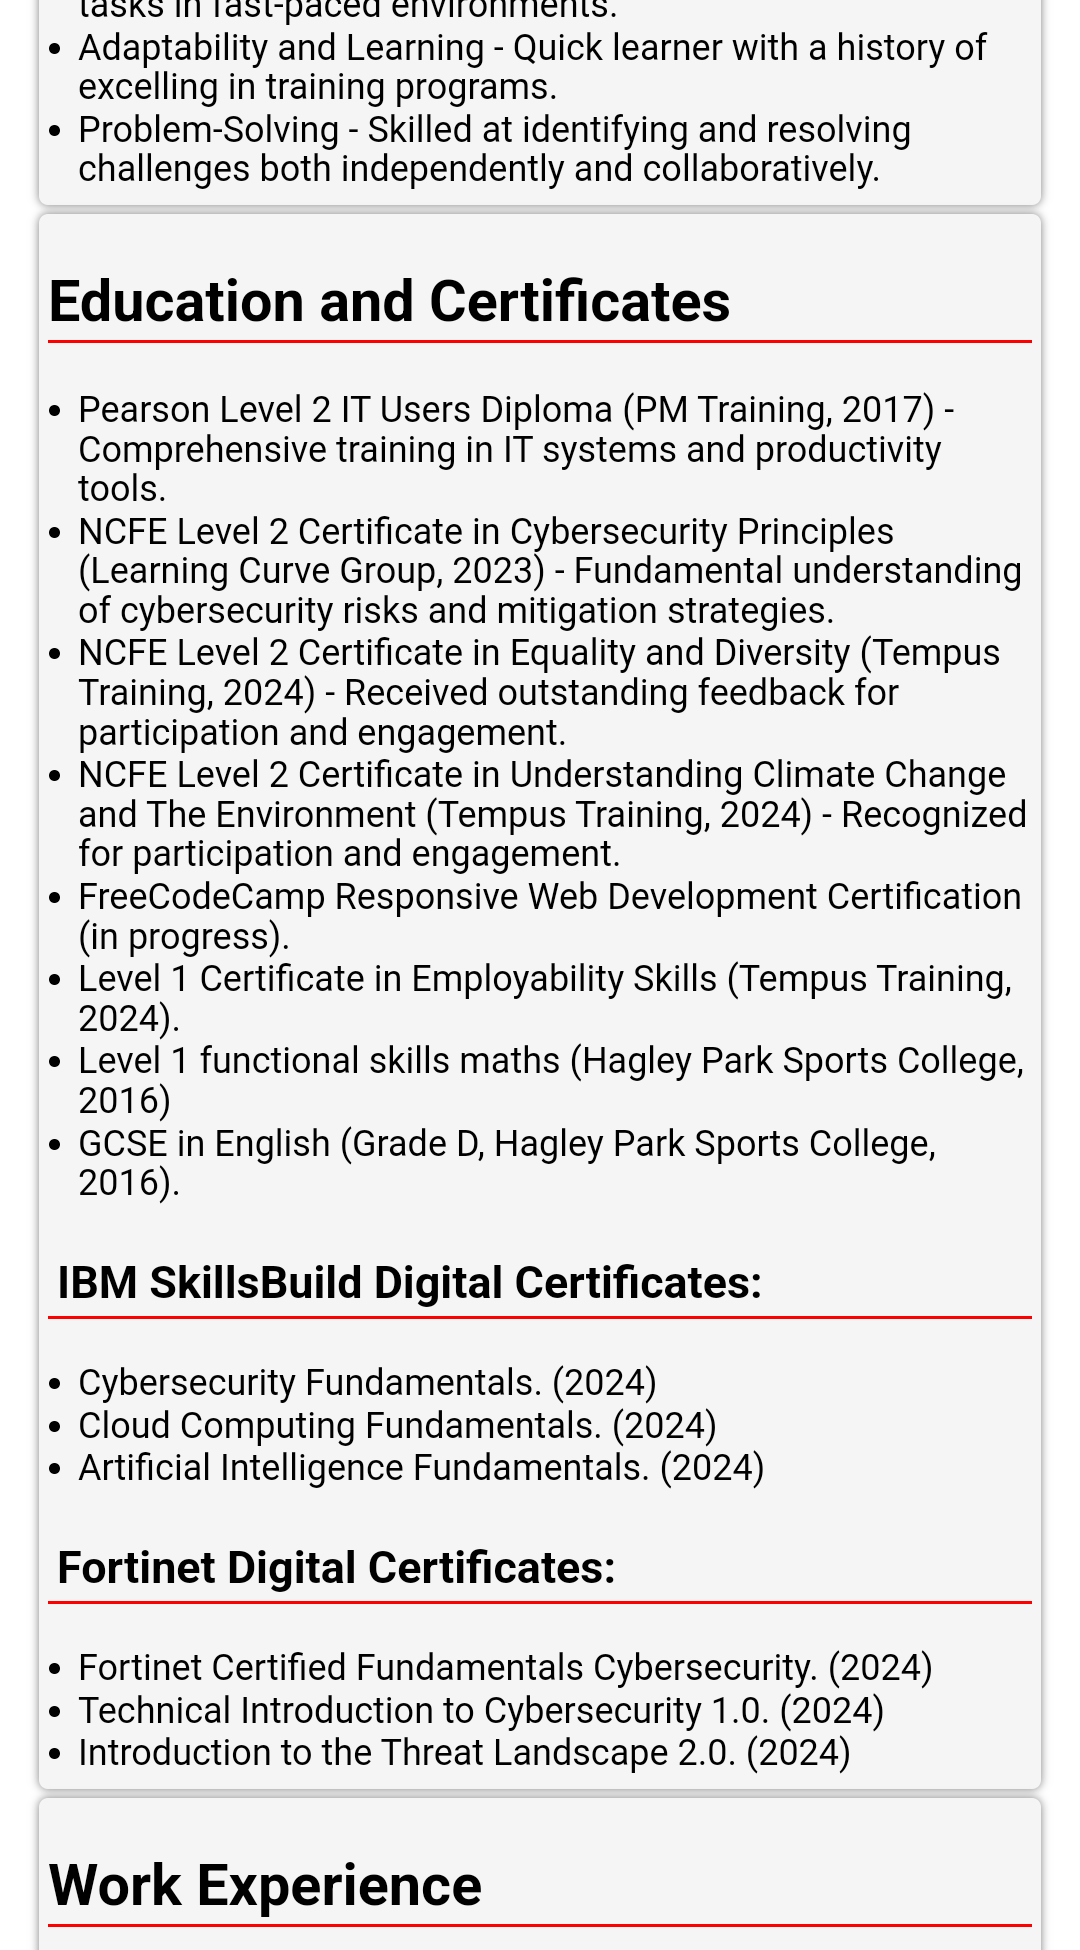 tasks in fast-paced environments.
• Adaptability and Learning - Quick learner with a history of
excelling in training programs.
• Problem-Solving - Skilled at identifying and resolving
challenges both independently and collaboratively.
Education and Certificates
• Pearson Level 2 IT Users Diploma (PM Training, 2017) -
Comprehensive training in IT systems and productivity
tools.
• NCFE Level 2 Certificate in Cybersecurity Principles
(Learning Curve Group, 2023) - Fundamental understanding
of cybersecurity risks and mitigation strategies.
• NCFE Level 2 Certificate in Equality and Diversity (Tempus
Training, 2024) - Received outstanding feedback for
participation and engagement.
• NCFE Level 2 Certificate in Understanding Climate Change
and The Environment (Tempus Training, 2024) - Recognized
for participation and engagement.
• FreeCodeCamp Responsive Web Development Certification
(in progress).
• Level 1 Certificate in Employability Skills (Tempus Training,
2024).
• Level 1 functional skills maths (Hagley Park Sports College,
2016)
• GCSE in English (Grade D, Hagley Park Sports College,
2016).
IBM SkillsBuild Digital Certificates:
• Cybersecurity Fundamentals. (2024)
• Cloud Computing Fundamentals. (2024)
• Artificial Intelligence Fundamentals. (2024)
Fortinet Digital Certificates:
• Fortinet Certified Fundamentals Cybersecurity. (2024)
• Technical Introduction to Cybersecurity 1.0. (2024)
• Introduction to the Threat Landscape 2.0. (2024)
Work Experience